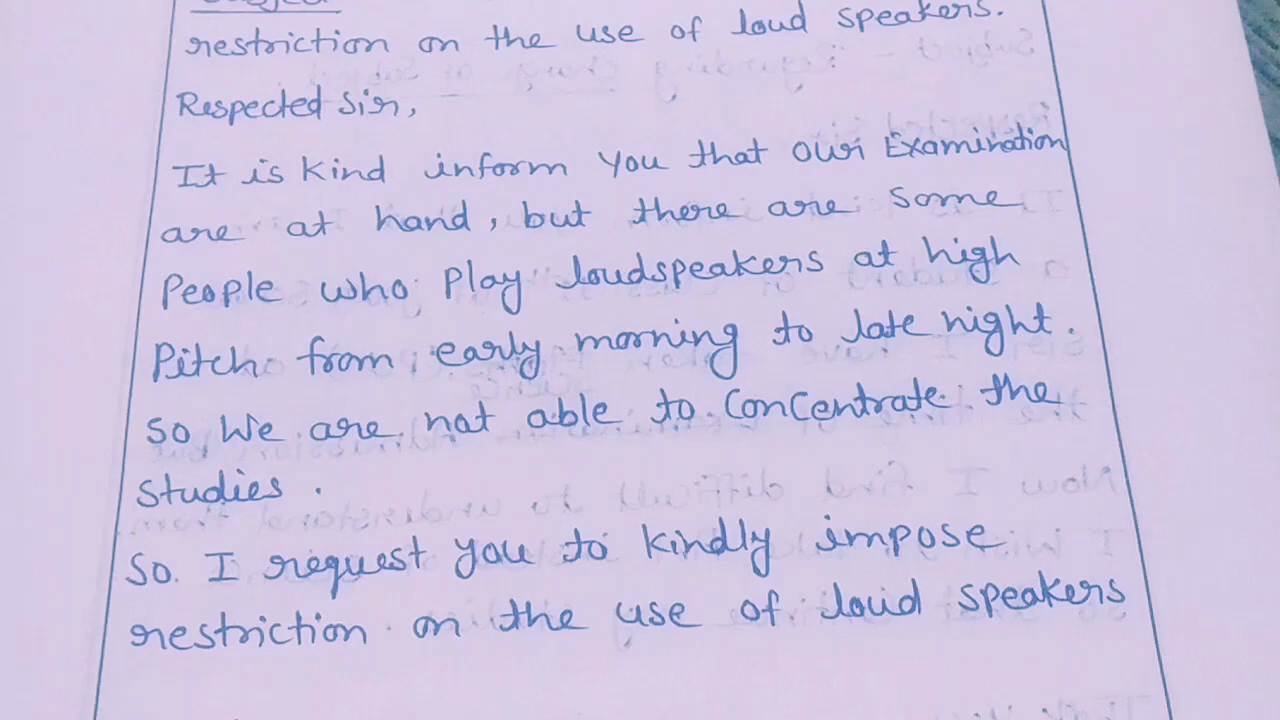 restriction on the use of loud speakers.
Respected Sir,
It is kind inform you that our Examination
are at hand, but there are some
People who Play loudspeakers at high
Pitch from early morning to late night.
So We are not able to concentrate the
studies.
So I request you to kindly impose
restriction on the use of loud speakers